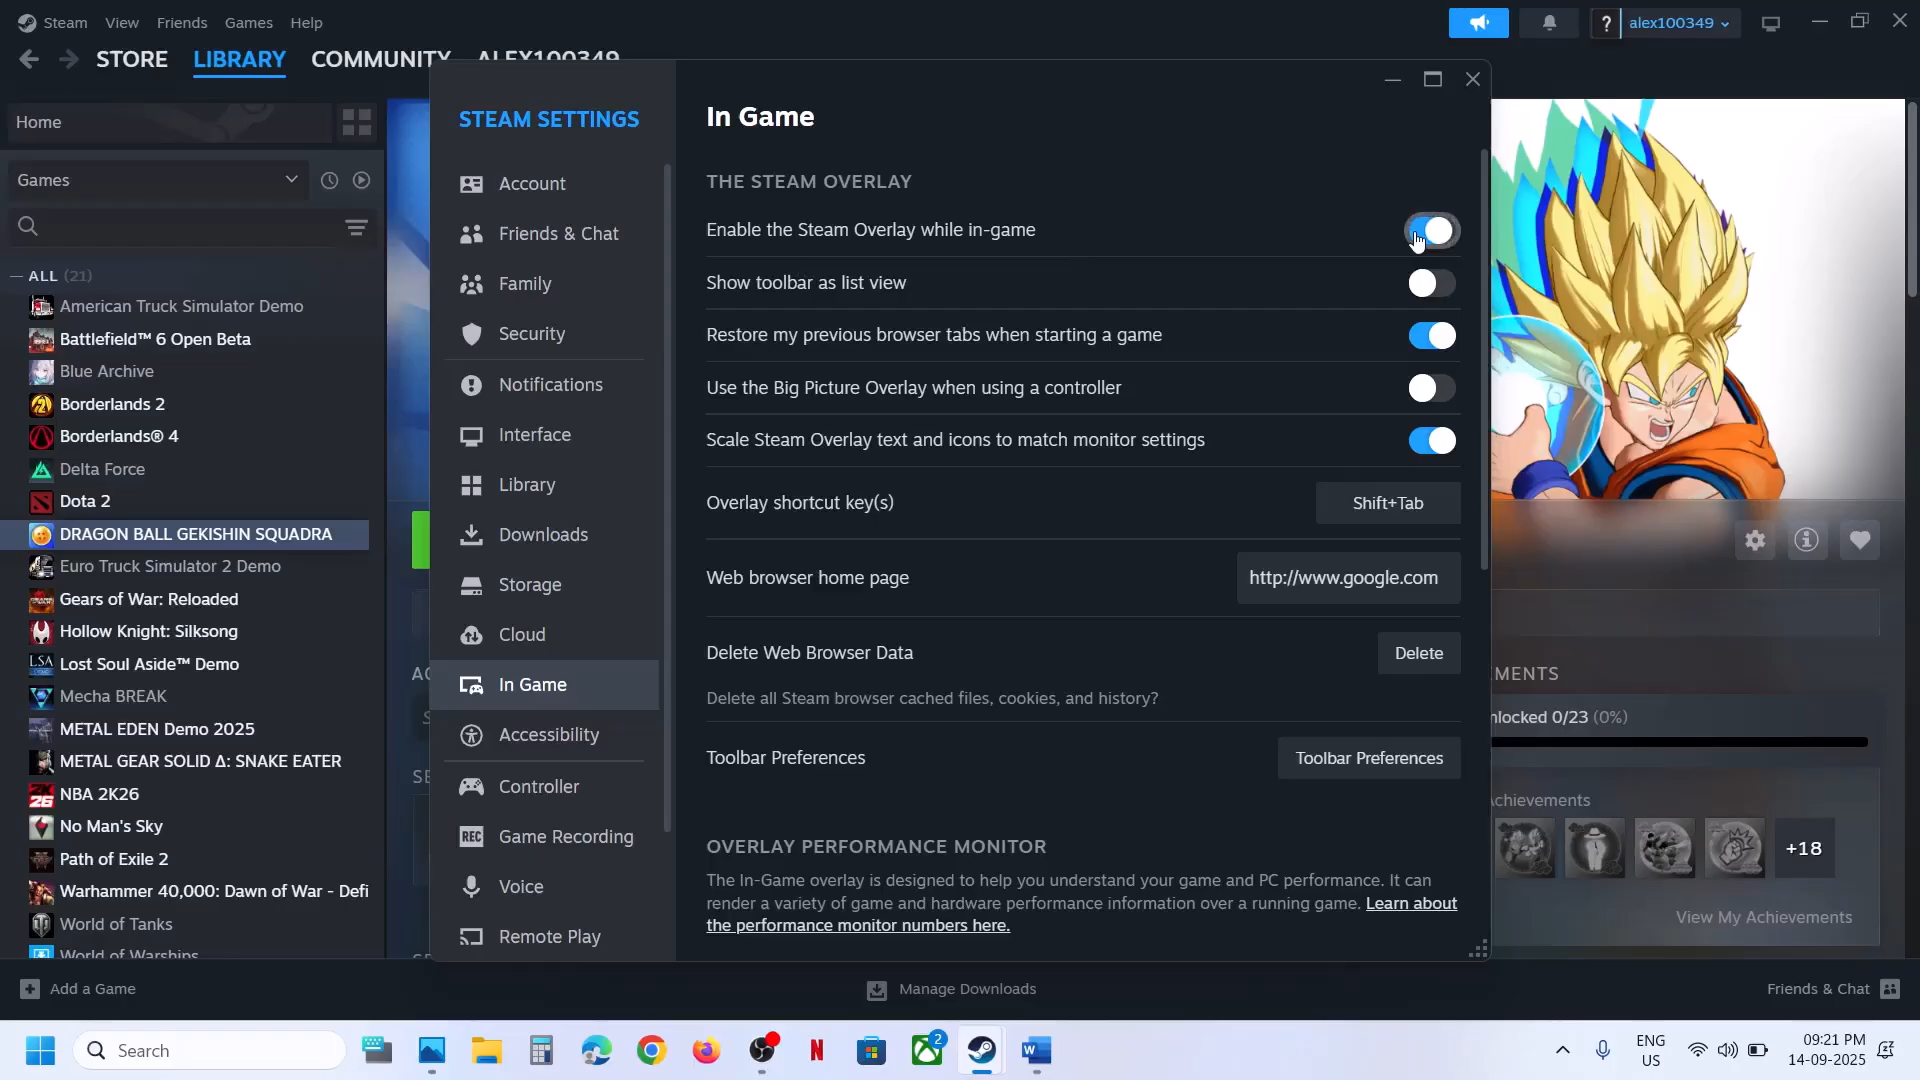 Steam View Friends Games Help
? alex100349
STORE LIBRARY COMMUNITY ALEX100349
Home
Games
ALL (21)
American Truck Simulator Demo
Battlefield™ 6 Open Beta
Blue Archive
Borderlands 2
Borderlands® 4
Delta Force
Dota 2
DRAGON BALL GEKISHIN SQUADRA
Euro Truck Simulator 2 Demo
Gears of War: Reloaded
Hollow Knight: Silksong
Lost Soul Aside™ Demo
Mecha BREAK
METAL EDEN Demo 2025
METAL GEAR SOLID Δ: SNAKE EATER
NBA 2K26
No Man's Sky
Path of Exile 2
Warhammer 40,000: Dawn of War - Defi
World of Tanks
World of Warships
Add a Game
STEAM SETTINGS
Account
Friends & Chat
Family
Security
Notifications
Interface
Library
Downloads
Storage
Cloud
In Game
Accessibility
Controller
REC Game Recording
Voice
Remote Play
In Game
THE STEAM OVERLAY
Enable the Steam Overlay while in-game
Show toolbar as list view
Restore my previous browser tabs when starting a game
Use the Big Picture Overlay when using a controller
Scale Steam Overlay text and icons to match monitor settings
Overlay shortcut key(s) Shift+Tab
Web browser home page http://www.google.com
Delete Web Browser Data Delete
Delete all Steam browser cached files, cookies, and history?
Toolbar Preferences Toolbar Preferences
OVERLAY PERFORMANCE MONITOR
The In-Game overlay is designed to help you understand your game and PC performance. It can
render a variety of game and hardware performance information over a running game. Learn about
the performance monitor numbers here.
MENTS
nlocked 0/23 (0%)
chievements
+18
View My Achievements
Manage Downloads
Friends & Chat
Search
2
ENG
US
09:21 PM
14-09-2025